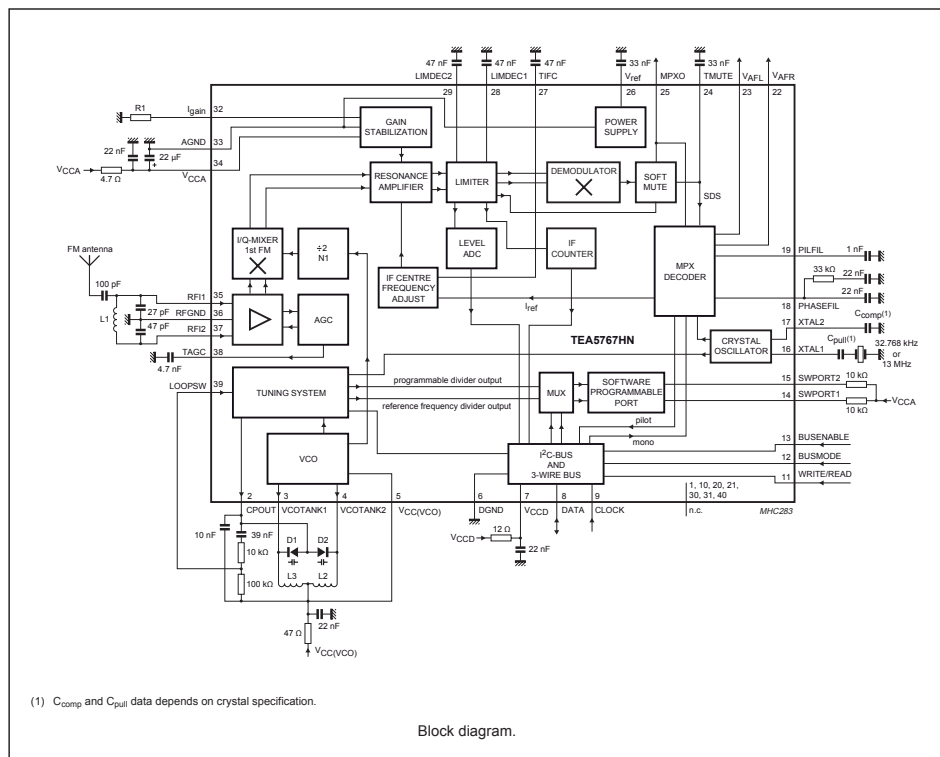 47 nF 47 nF 47 nF 33 nF 33 nF
LIMDEC2 LIMDEC1 TIFC Vref MPXO TMUTE VAFL VAFR
29 28 27 26 25 24 23 22
R1 Igain 32
GAIN
STABILIZATION
POWER
SUPPLY
AGND 33
22 nF 22 µF
+
34
VCCA 4.7 Ω VCCA
RESONANCE
AMPLIFIER
LIMITER
DEMODULATOR
SOFT
MUTE
SDS
I/Q-MIXER
1st FM
÷2
N1
LEVEL
ADC
IF
COUNTER
MPX
DECODER
IF CENTRE
FREQUENCY
ADJUST
Iref
19 PILFIL 1 nF
33 kΩ 22 nF
22 nF
18 PHASEFIL
FM antenna
100 pF
35
RFI1
27 pF 36
L1 RFGND
47 pF 37
RFI2
38
TAGC
4.7 nF
AGC
TEA5767HN
CRYSTAL
OSCILLATOR
Ccomp(1)
17 XTAL2
Cpull(1)
16 XTAL1
32.768 kHz
or
13 MHz
LOOPSW 39
TUNING SYSTEM
programmable divider output
reference frequency divider output
MUX
SOFTWARE
PROGRAMMABLE
PORT
15 SWPORT2 10 kΩ
14 SWPORT1
10 kΩ VCCA
pilot
mono
VCO
I2C-BUS
AND
3-WIRE BUS
13 BUSENABLE
12 BUSMODE
11 WRITE/READ
2 3 4 5 6 7 8 9
CPOUT VCOTANK1 VCOTANK2 VCC(VCO) DGND VCCD DATA CLOCK
1, 10, 20, 21,
30, 31, 40
n.c.
MHC283
10 nF 39 nF D1 D2
10 kΩ
L3 L2
100 kΩ
VCCD 12 Ω
22 nF
22 nF
47 Ω
VCC(VCO)
(1) Ccomp and Cpull data depends on crystal specification.
Block diagram.